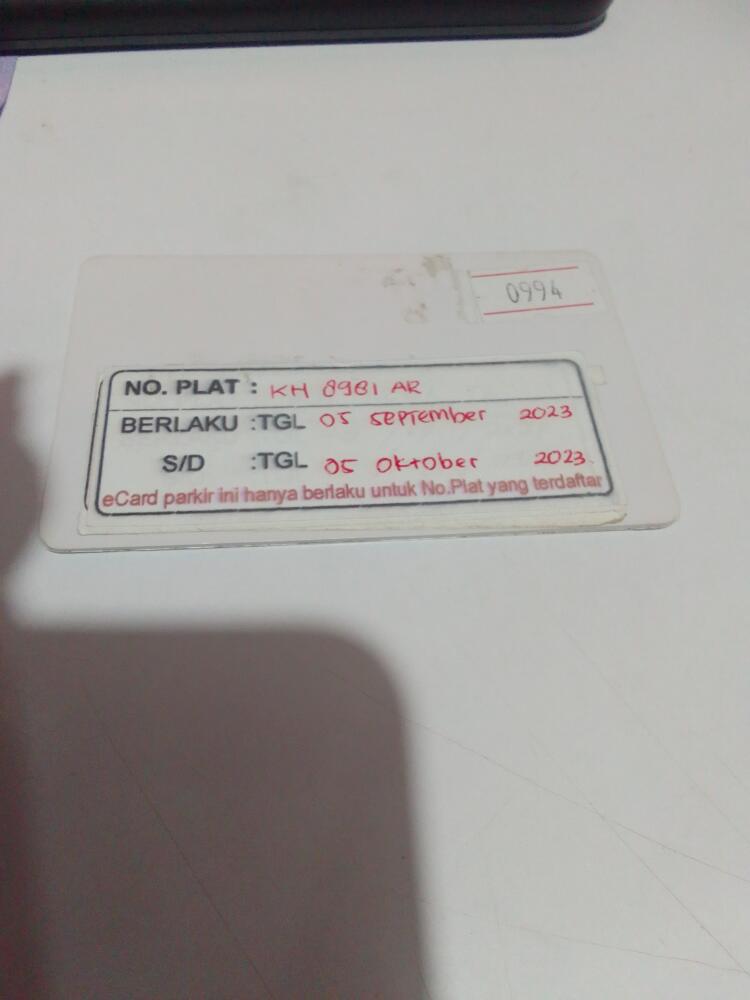 0994
NO. PLAT : KH 8981 AR
BERLAKU :TGL 05 September 2023
S/D :TGL 05 Oktober 2023
eCard parkir ini hanya berlaku untuk No.Plat yang terdaftar